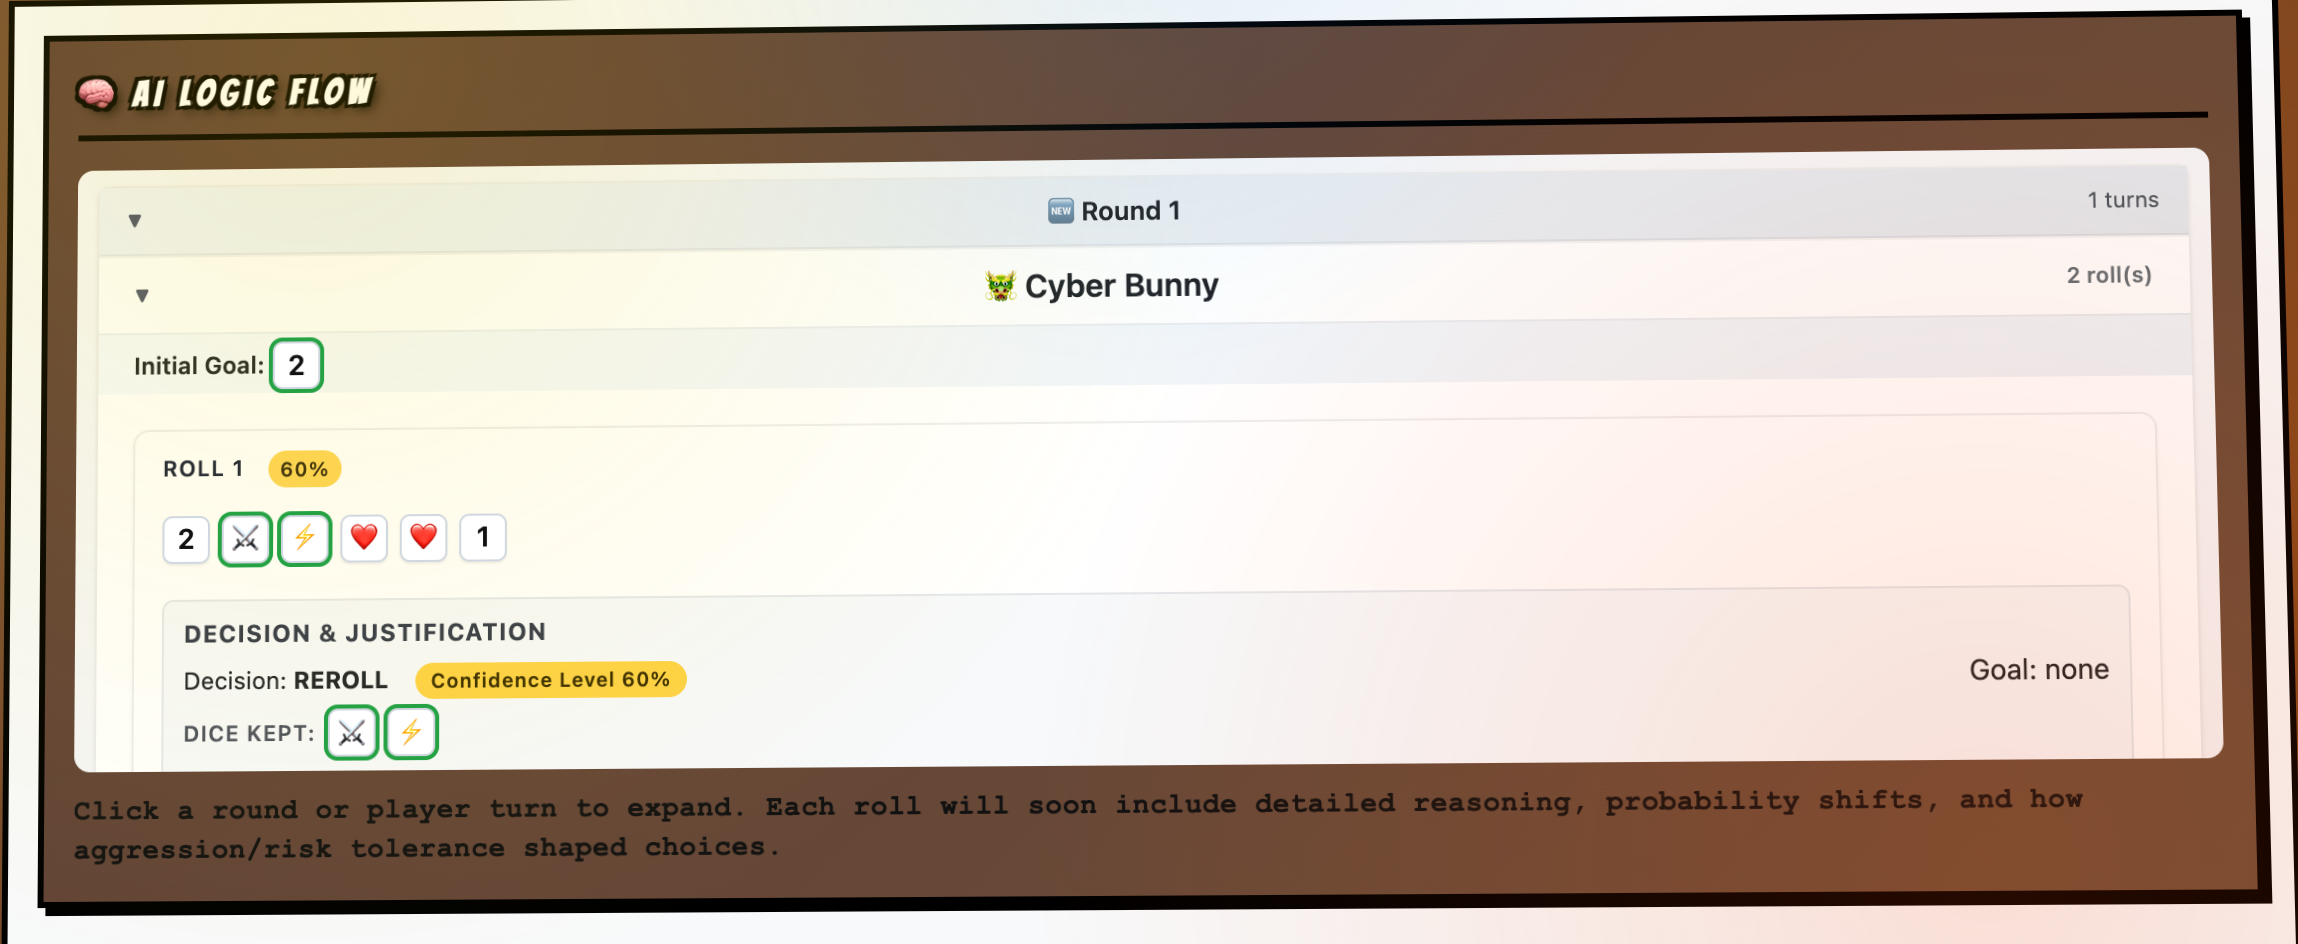 🧠 AI LOGIC FLOW
▼ 🆕 Round 1 1 turns
▼ 🐲 Cyber Bunny 2 roll(s)
Initial Goal: 2
ROLL 1 60%
2 ⚔ ⚡ ❤️ ❤️ 1
DECISION & JUSTIFICATION
Decision: REROLL Confidence Level 60% Goal: none
DICE KEPT: ⚔ ⚡
Click a round or player turn to expand. Each roll will soon include detailed reasoning, probability shifts, and how
aggression/risk tolerance shaped choices.